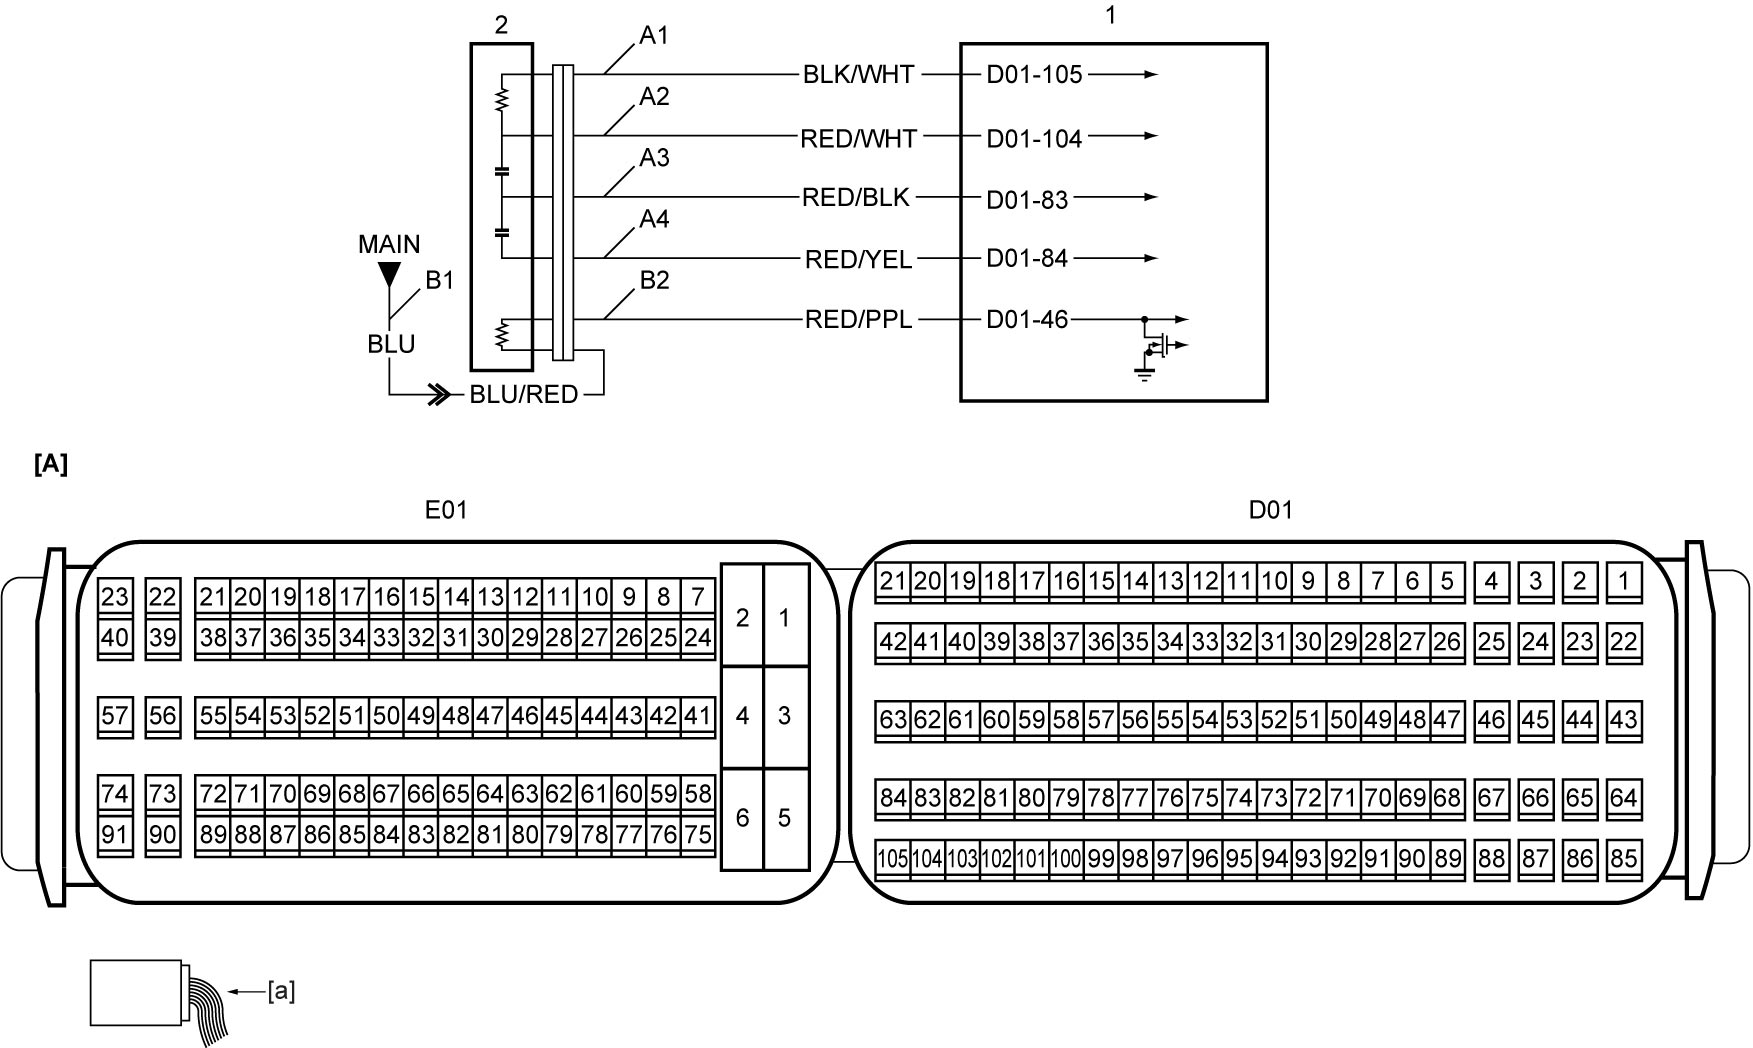 2
1
A1
BLK/WHT
D01-105
A2
RED/WHT
D01-104
A3
RED/BLK
D01-83
A4
RED/YEL
D01-84
MAIN
B1
B2
RED/PPL
D01-46
BLU
BLU/RED
[A]
E01
D01
23 22 21 20 19 18 17 16 15 14 13 12 11 10 9 8 7
40 39 38 37 36 35 34 33 32 31 30 29 28 27 26 25 24
2 1
57 56 55 54 53 52 51 50 49 48 47 46 45 44 43 42 41
4 3
74 73 72 71 70 69 68 67 66 65 64 63 62 61 60 59 58
91 90 89 88 87 86 85 84 83 82 81 80 79 78 77 76 75
6 5
21 20 19 18 17 16 15 14 13 12 11 10 9 8 7 6 5 4 3 2 1
42 41 40 39 38 37 36 35 34 33 32 31 30 29 28 27 26 25 24 23 22
63 62 61 60 59 58 57 56 55 54 53 52 51 50 49 48 47 46 45 44 43
84 83 82 81 80 79 78 77 76 75 74 73 72 71 70 69 68 67 66 65 64
105 104 103 102 101 100 99 98 97 96 95 94 93 92 91 90 89 88 87 86 85
[a]